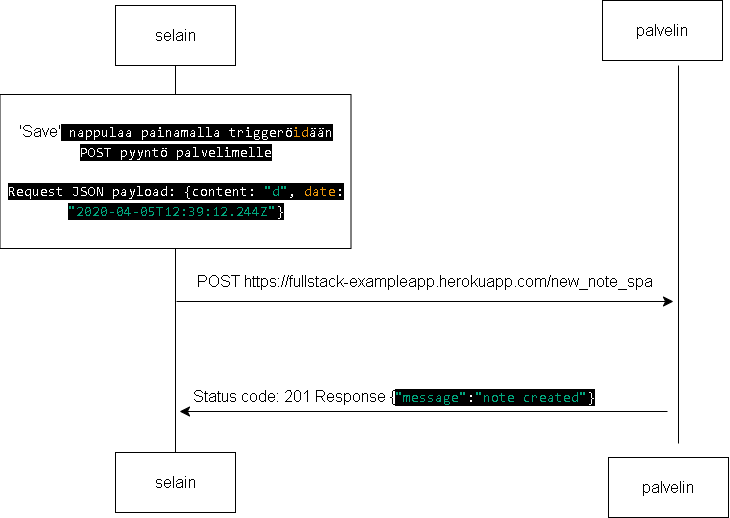 selain
palvelin
'Save' nappulaa painamalla triggeröidään
POST pyyntö palvelimelle
Request JSON payload: {content: "d", date:
"2020-04-05T12:39:12.244Z"}
POST https://fullstack-exampleapp.herokuapp.com/new_note_spa
Status code: 201 Response {"message":"note created"}
selain
palvelin